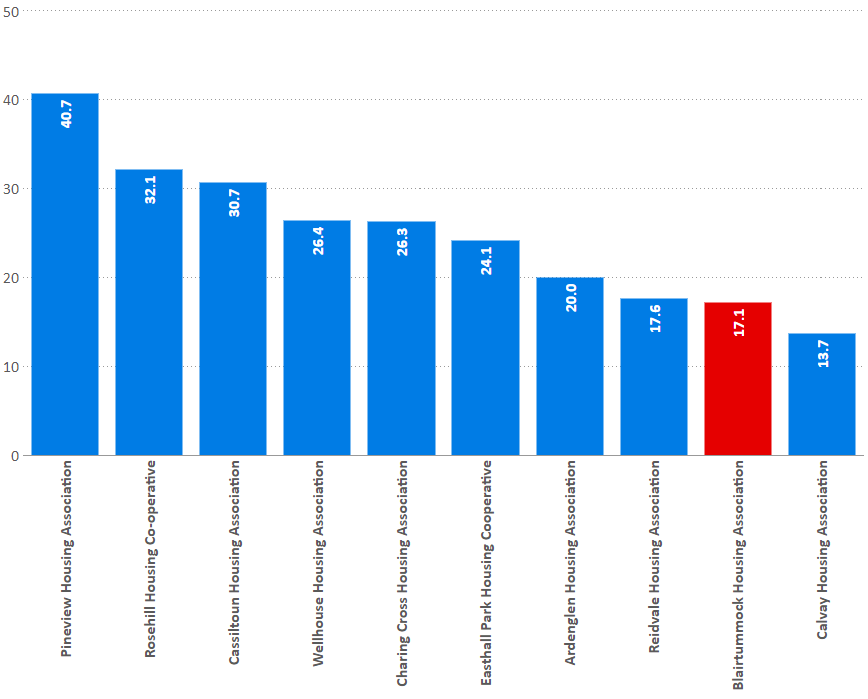 50
40
30
20
10
0
40.7
32.1
30.7
26.4
26.3
24.1
20.0
17.6
17.1
13.7
Pineview Housing Association
Rosehill Housing Co-operative
Cassiltoun Housing Association
Wellhouse Housing Association
Charing Cross Housing Association
Easthall Park Housing Cooperative
Ardenglen Housing Association
Reidvale Housing Association
Blairtummock Housing Association
Calvay Housing Association